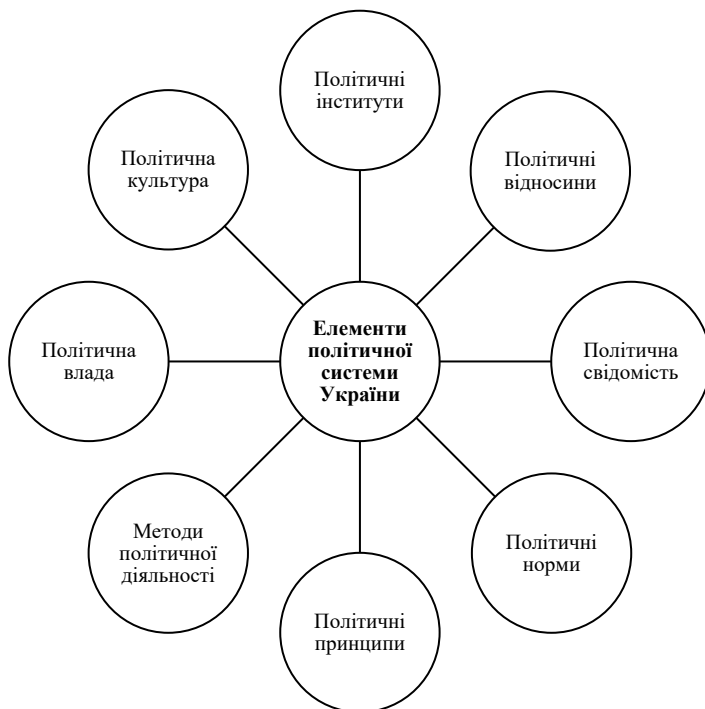 Політичні
інститути
Політична
культура
Політичні
відносини
Політична
влада
Елементи
політичної
системи
України
Політична
свідомість
Методи
політичної
діяльності
Політичні
норми
Політичні
принципи